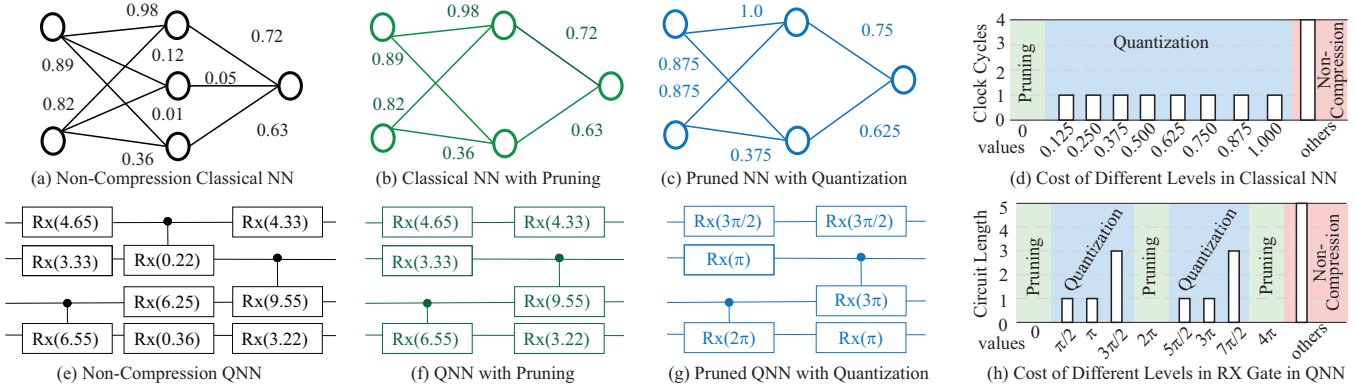 0.98
0.72
0.89
0.12
0.05
0.82
0.01
0.63
0.36
(a) Non-Compression Classical NN
0.98
0.72
0.89
0.82
0.63
0.36
(b) Classical NN with Pruning
1.0
0.75
0.875
0.875
0.625
0.375
(c) Pruned NN with Quantization
Clock Cycles
4
3
2
1
0
Pruning
Quantization
Non-
Compression
values
0
0.125
0.250
0.375
0.500
0.625
0.750
0.875
1.000
others
(d) Cost of Different Levels in Classical NN
Rx(4.65)
Rx(4.33)
Rx(3.33)
Rx(0.22)
Rx(6.25)
Rx(9.55)
Rx(6.55)
Rx(0.36)
Rx(3.22)
(e) Non-Compression QNN
Rx(4.65)
Rx(4.33)
Rx(3.33)
Rx(9.55)
Rx(6.55)
Rx(3.22)
(f) QNN with Pruning
Rx(3π/2)
Rx(3π/2)
Rx(π)
Rx(3π)
Rx(2π)
Rx(π)
(g) Pruned QNN with Quantization
Circuit Length
5
4
3
2
1
0
Pruning
Quantization
Pruning
Quantization
Pruning
Non-
Compression
values
0
π/2
π
3π/2
2π
5π/2
3π
7π/2
4π
others
(h) Cost of Different Levels in RX Gate in QNN